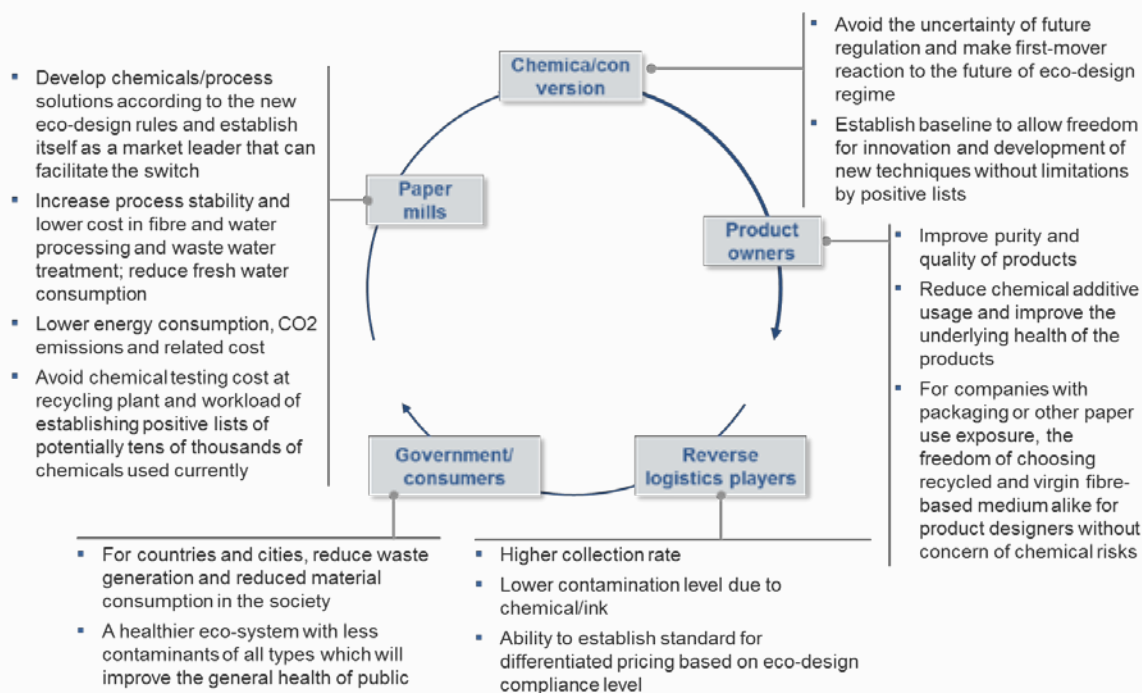 Chemica/con
version
▪ Avoid the uncertainty of future
regulation and make first-mover
reaction to the future of eco-design
regime
▪ Establish baseline to allow freedom
for innovation and development of
new techniques without limitations
by positive lists
▪ Develop chemicals/process
solutions according to the new
eco-design rules and establish
itself as a market leader that can
facilitate the switch
▪ Increase process stability and
lower cost in fibre and water
processing and waste water
treatment; reduce fresh water
consumption
▪ Lower energy consumption, CO2
emissions and related cost
▪ Avoid chemical testing cost at
recycling plant and workload of
establishing positive lists of
potentially tens of thousands of
chemicals used currently
Paper
mills
Product
owners
▪ Improve purity and
quality of products
▪ Reduce chemical additive
usage and improve the
underlying health of the
products
▪ For companies with
packaging or other paper
use exposure, the
freedom of choosing
recycled and virgin fibre-
based medium alike for
product designers without
concern of chemical risks
Government/
consumers
Reverse
logistics players
▪ For countries and cities, reduce waste
generation and reduced material
consumption in the society
▪ A healthier eco-system with less
contaminants of all types which will
improve the general health of public
▪ Higher collection rate
▪ Lower contamination level due to
chemical/ink
▪ Ability to establish standard for
differentiated pricing based on eco-design
compliance level